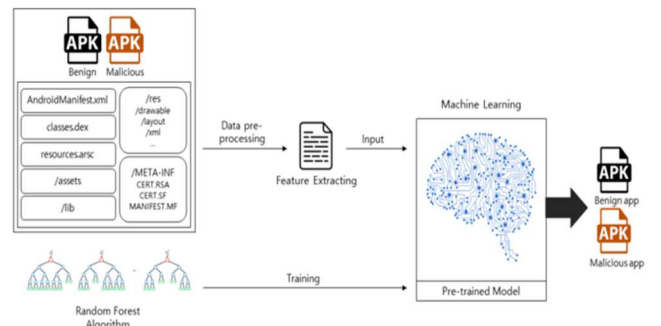 APK
APK
Benign
Malicious
AndroidManifest.xml
classes.dex
resources.arsc
/assets
/lib
/res
/drawable
/layout
/xml
...
/META-INF
CERT.RSA
CERT.SF
MANIFEST.MF
Data pre-
processing
Feature Extracting
Input
Machine Learning
Pre-trained Model
APK
Benign app
APK
Malicious app
Training
Random Forest
Algorithm